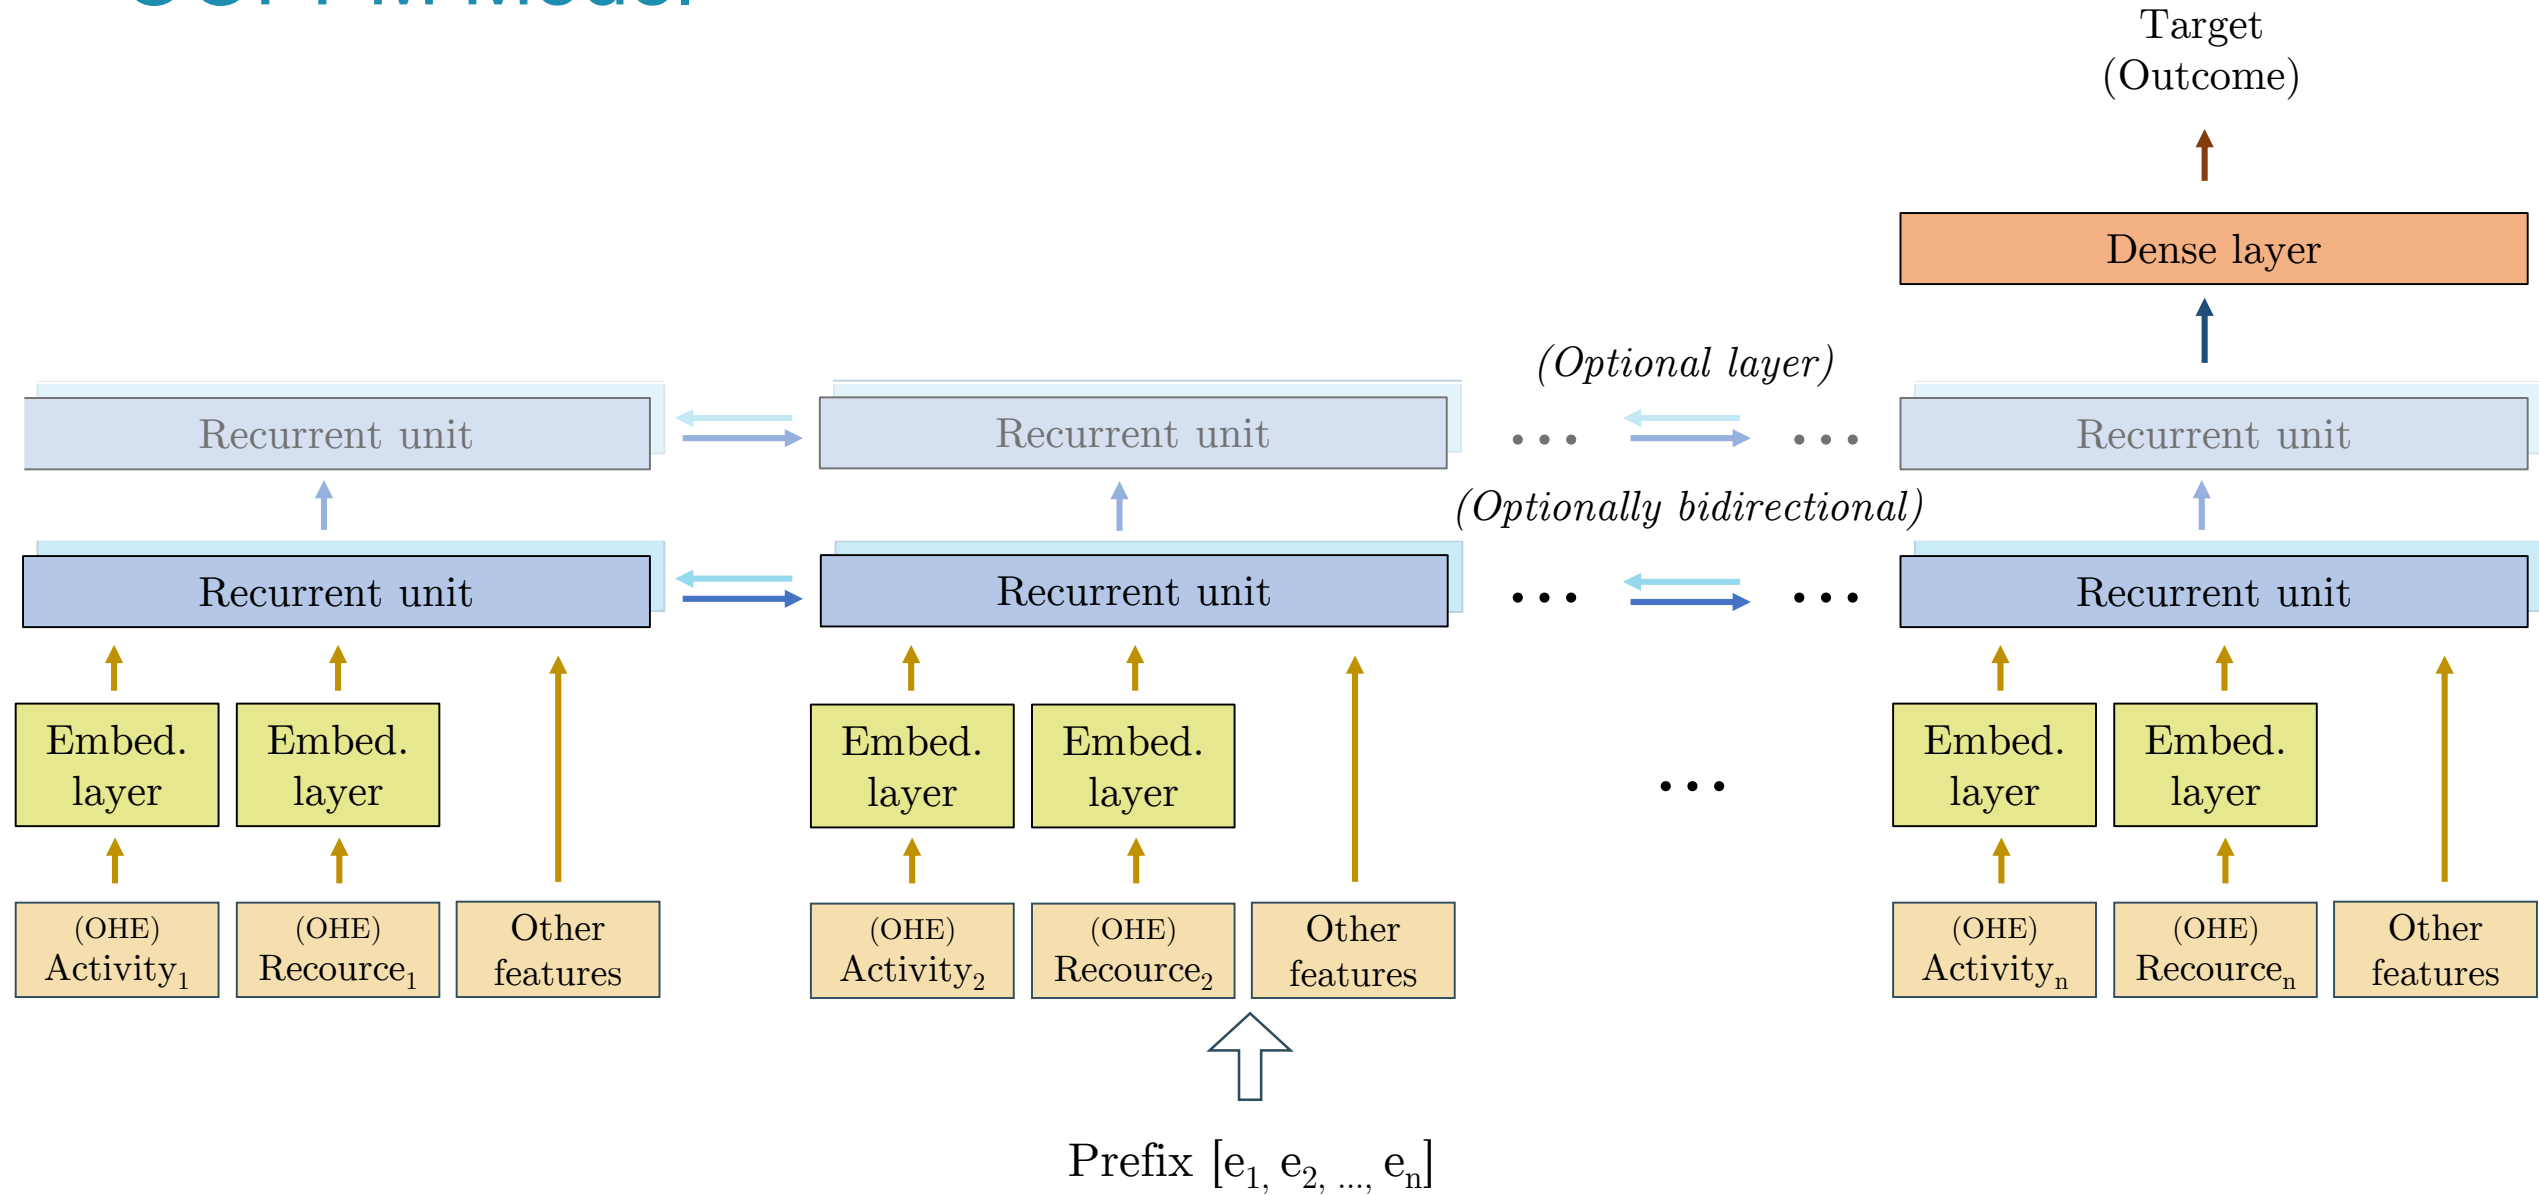 Model
Target
(Outcome)
Dense layer
(Optional layer)
Recurrent unit
Recurrent unit
...
...
Recurrent unit
(Optionally bidirectional)
Recurrent unit
Recurrent unit
...
...
Recurrent unit
Embed.
layer
Embed.
layer
Embed.
layer
Embed.
layer
...
Embed.
layer
Embed.
layer
(OHE)
Activity₁
(OHE)
Recource₁
Other
features
(OHE)
Activity₂
(OHE)
Recource₂
Other
features
(OHE)
Activityₙ
(OHE)
Recourceₙ
Other
features
Prefix [e₁, e₂, ..., eₙ]